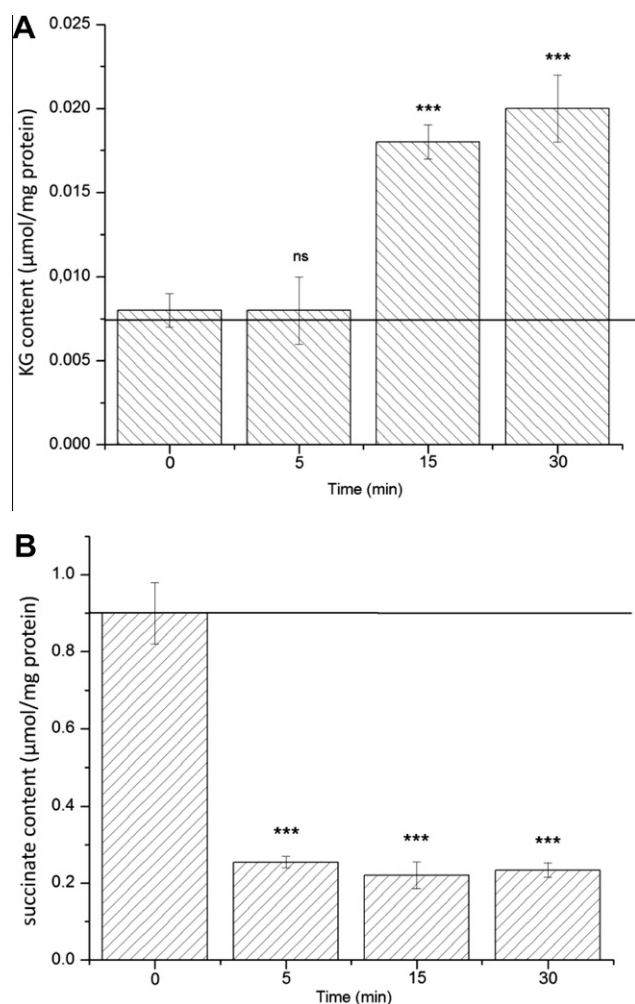 A
0.025
0.020
0.015
0,010
0.005
0.000
KG content (µmol/mg protein)
ns
***
***
0 5 15 30
Time (min)
B
1.0
0.8
0.6
0.4
0.2
0.0
succinate content (µmol/mg protein)
*** *** ***
0 5 15 30
Time (min)